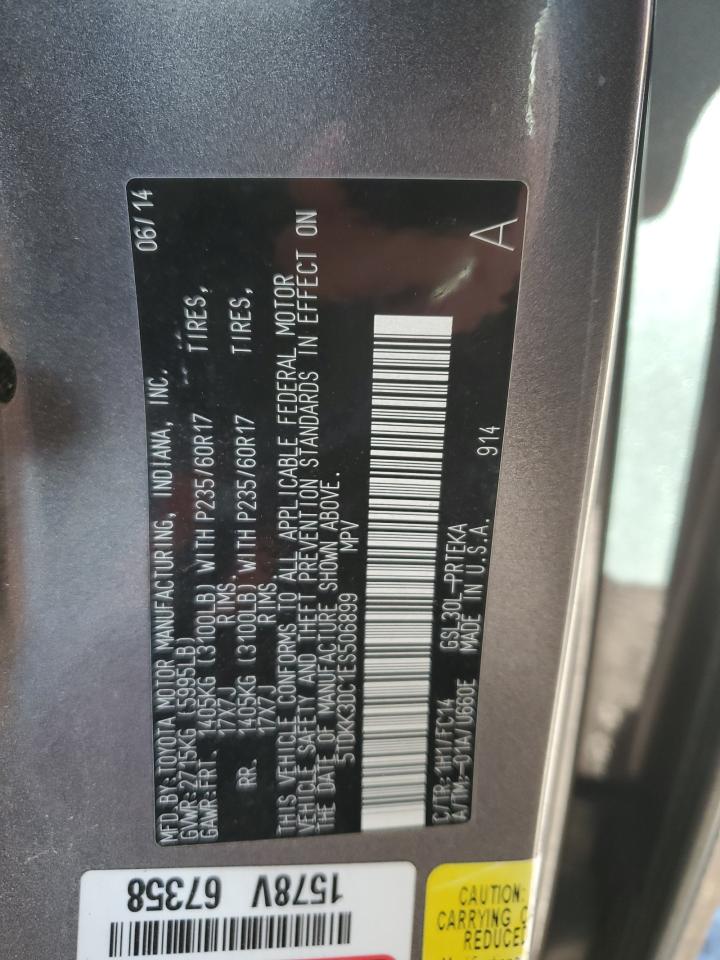 MFD BY:TOYOTA MOTOR MANUFACTURING, INDIANA, INC. 06/14
GVWR:2715KG (5995LB)
GAWR:FRT. 1405KG (3100LB) WITH P235/60R17 TIRES,
17X7J RIMS.
RR. 1405KG (3100LB) WITH P235/60R17 TIRES,
17X7J RIMS.
THIS VEHICLE CONFORMS TO ALL APPLICABLE FEDERAL MOTOR
VEHICLE SAFETY AND THEFT PREVENTION STANDARDS IN EFFECT ON
THE DATE OF MANUFACTURE SHOWN ABOVE.
5TDKK3DC1ES506899 MPV
C/TR:1H1/FC14 GSL30L-PRTEKA 914
A/TM:-01A/U660E MADE IN U.S.A. A
1578V 67358
CAUTION:
CARRYING
REDUCE